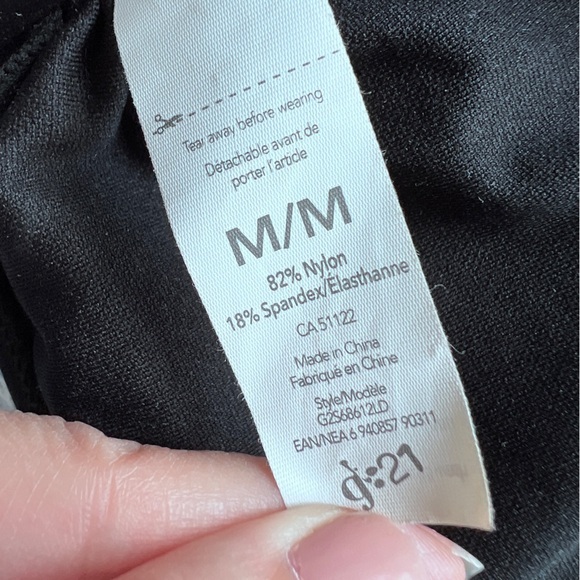 Tear away before wearing
Détachable avant de
porter l'article
M/M
82% Nylon
18% Spandex/Élasthanne
CA 51122
Made in China
Fabriqué en Chine
Style/Modèle
G2S68612LD
EAN/NEA 6 940857 90311
g:21